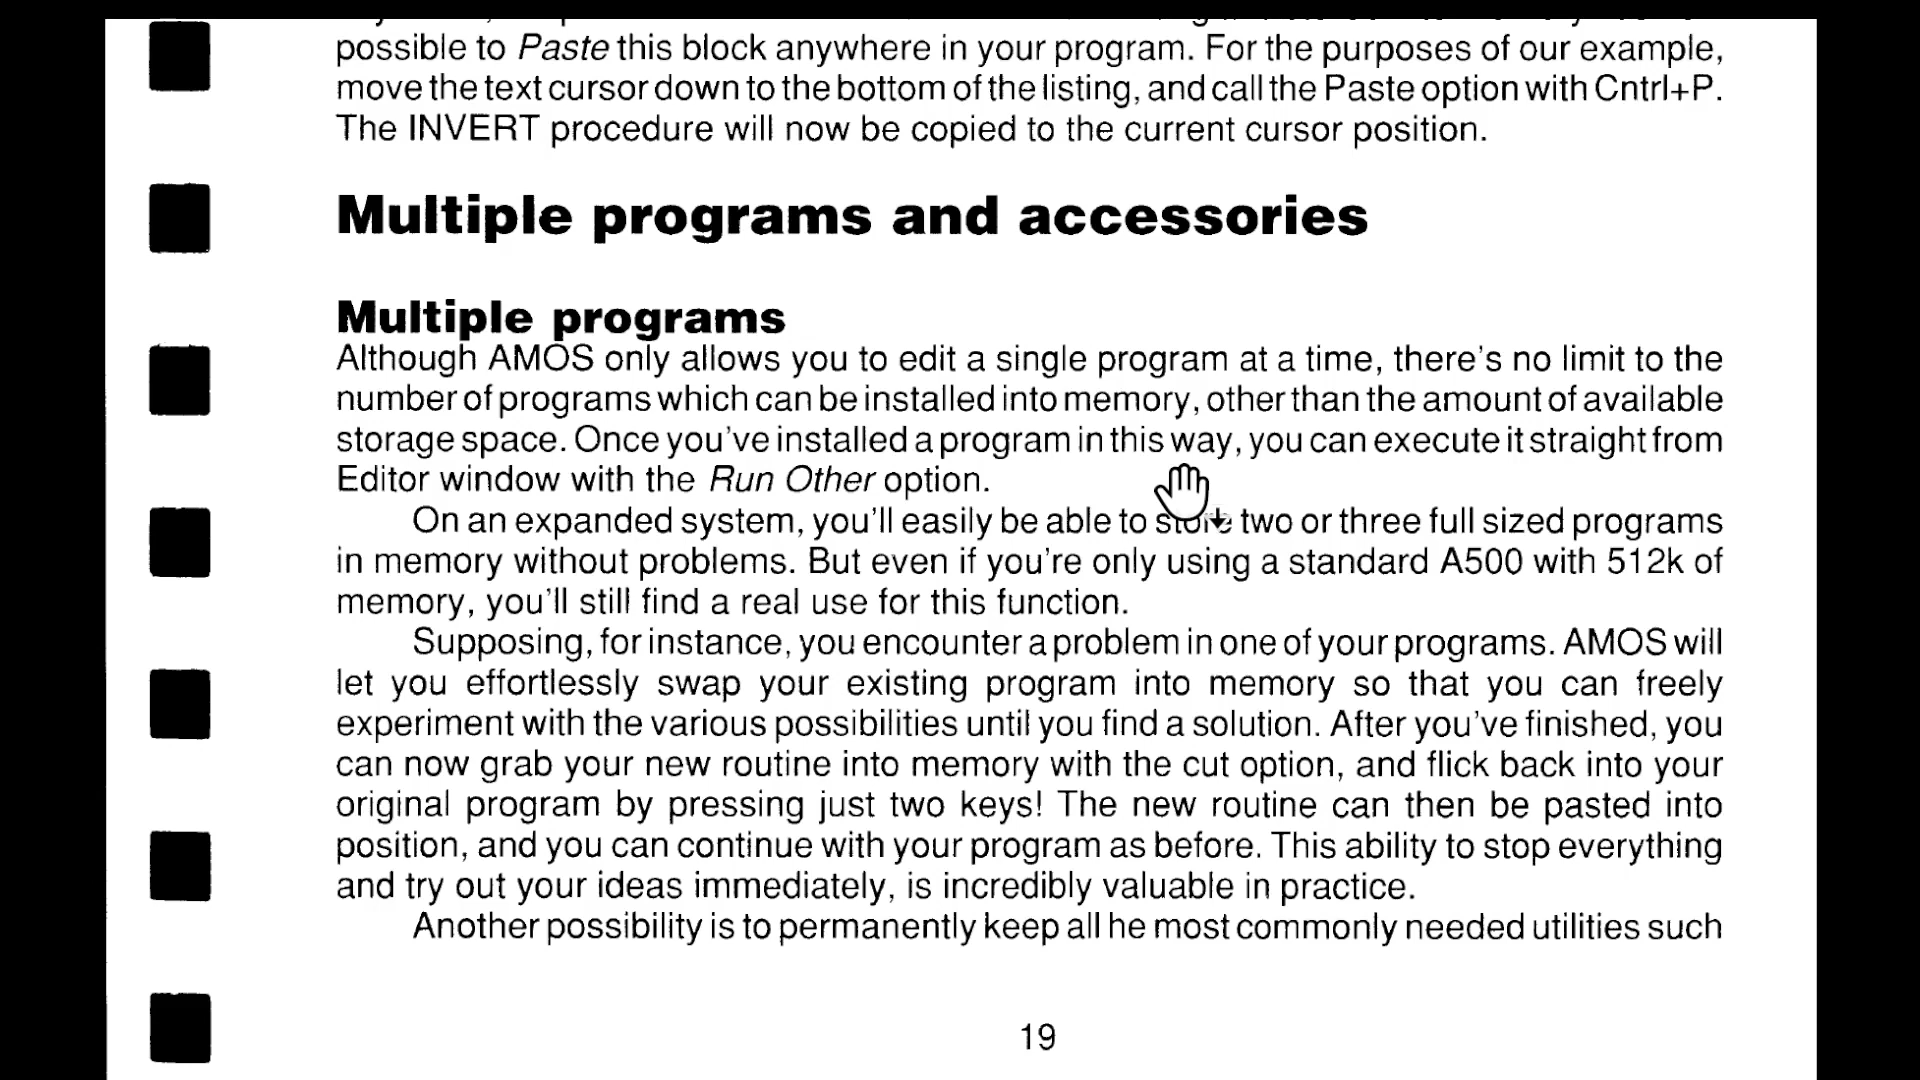 possible to Paste this block anywhere in your program. For the purposes of our example,
move the text cursor down to the bottom of the listing, and call the Paste option with Cntrl+P.
The INVERT procedure will now be copied to the current cursor position.
Multiple programs and accessories
Multiple programs
Although AMOS only allows you to edit a single program at a time, there's no limit to the
number of programs which can be installed into memory, other than the amount of available
storage space. Once you've installed a program in this way, you can execute it straight from
Editor window with the Run Other option.
On an expanded system, you'll easily be able to store two or three full sized programs
in memory without problems. But even if you're only using a standard A500 with 512k of
memory, you'll still find a real use for this function.
Supposing, for instance, you encounter a problem in one of your programs. AMOS will
let you effortlessly swap your existing program into memory so that you can freely
experiment with the various possibilities until you find a solution. After you've finished, you
can now grab your new routine into memory with the cut option, and flick back into your
original program by pressing just two keys! The new routine can then be pasted into
position, and you can continue with your program as before. This ability to stop everything
and try out your ideas immediately, is incredibly valuable in practice.
Another possibility is to permanently keep all he most commonly needed utilities such
19